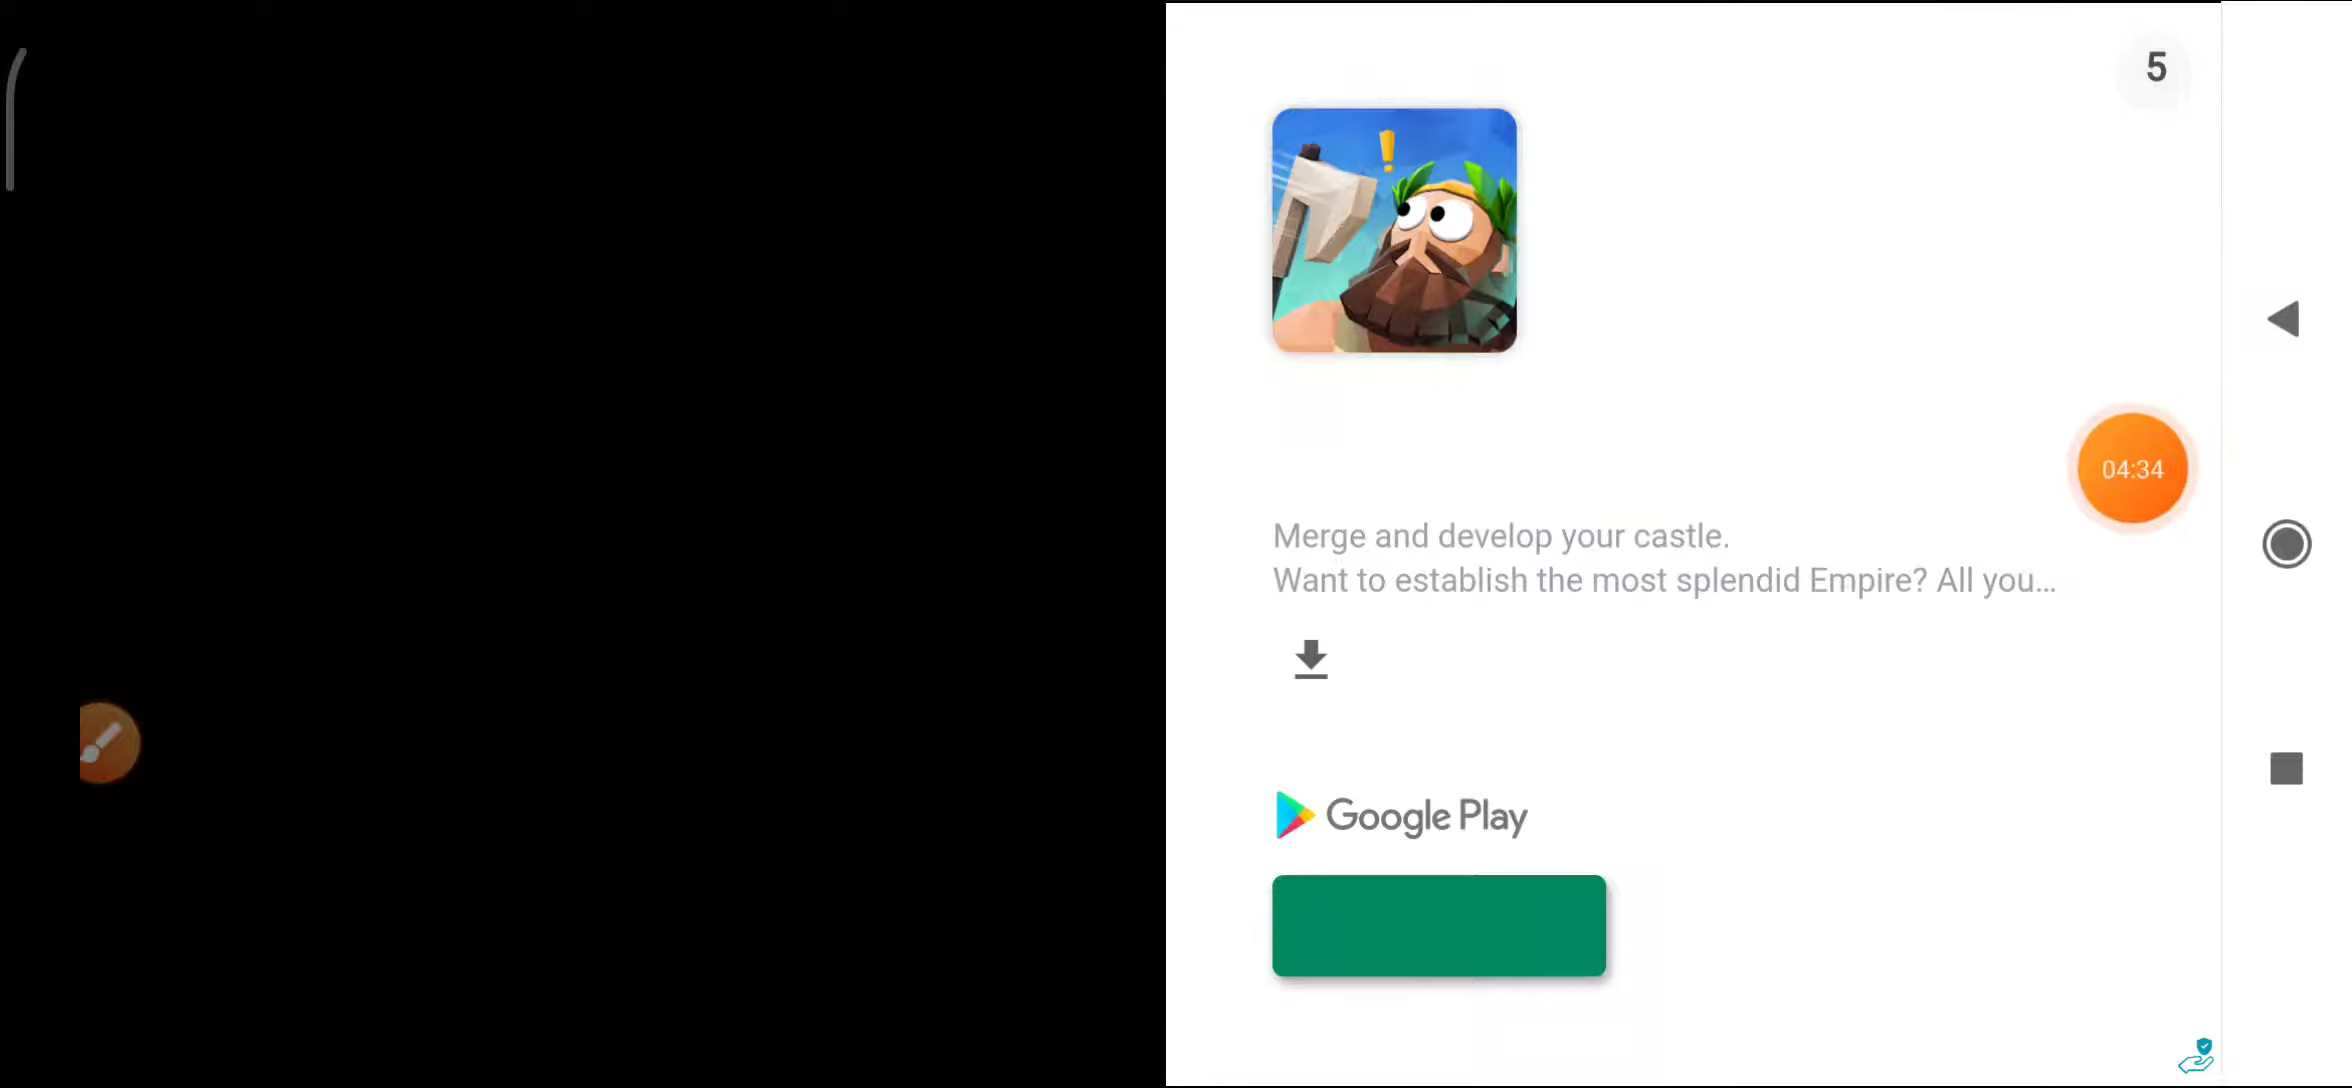 5
04:34
Merge and develop your castle.
Want to establish the most splendid Empire? All you...
Google Play